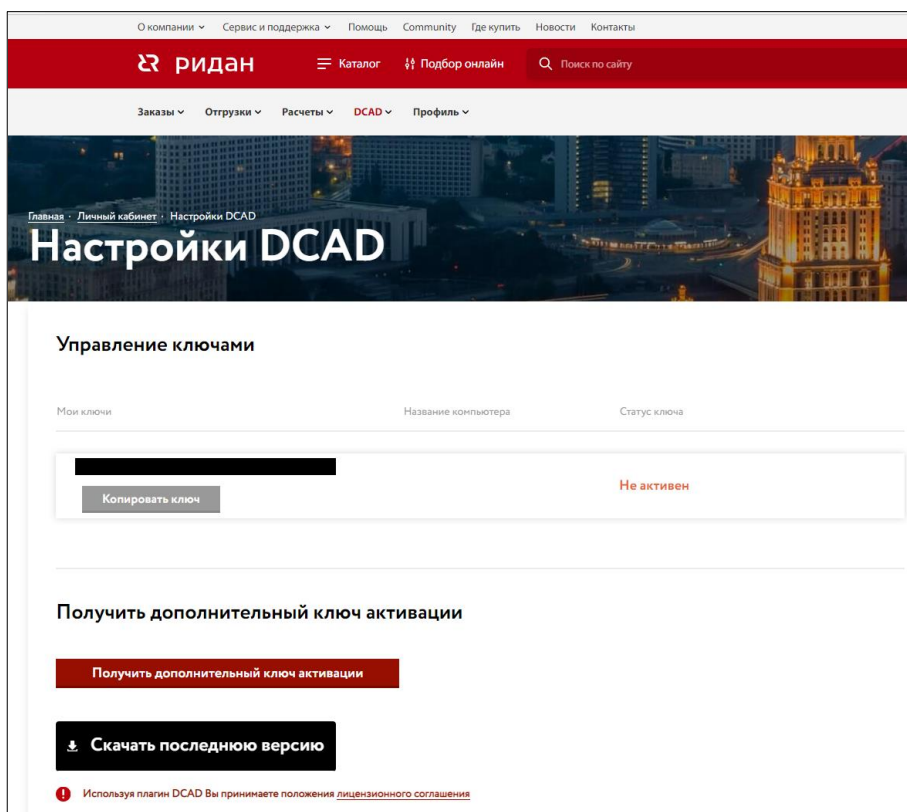 О компании Сервис и поддержка Помощь Community Где купить Новости Контакты
ридан Каталог Подбор онлайн Поиск по сайту
Заказы Отгрузки Расчеты DCAD Профиль
Главная · Личный кабинет · Настройки DCAD
Настройки DCAD
Управление ключами
Мои ключи Название компьютера Статус ключа
Не активен
Копировать ключ
Получить дополнительный ключ активации
Получить дополнительный ключ активации
Скачать последнюю версию
Используя плагин DCAD Вы принимаете положения лицензионного соглашения